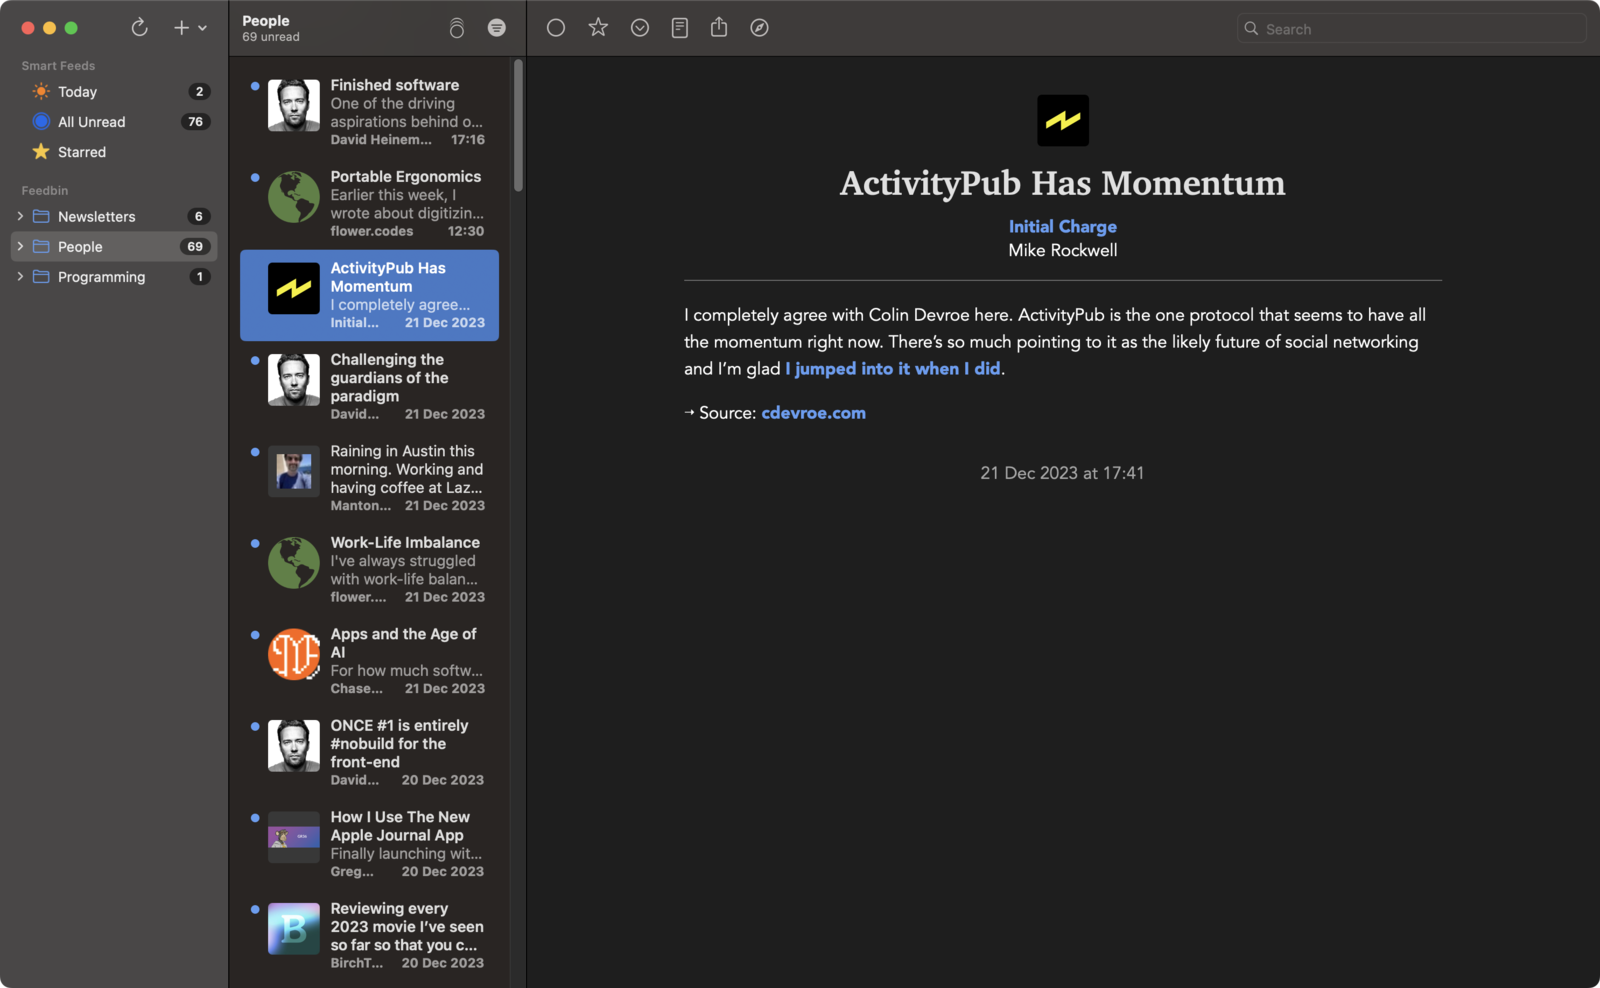 Smart Feeds
Today 2
All Unread 76
Starred
Feedbin
Newsletters 6
People 69
Programming 1
People
69 unread
Finished software
One of the driving
aspirations behind o...
David Heinem... 17:16
Portable Ergonomics
Earlier this week, I
wrote about digitizin...
flower.codes 12:30
ActivityPub Has
Momentum
I completely agree...
Initial... 21 Dec 2023
Challenging the
guardians of the
paradigm
David... 21 Dec 2023
Raining in Austin this
morning. Working and
having coffee at Laz...
Manton... 21 Dec 2023
Work-Life Imbalance
I've always struggled
with work-life balan...
flower.... 21 Dec 2023
Apps and the Age of
AI
For how much softw...
Chase... 21 Dec 2023
ONCE #1 is entirely
#nobuild for the
front-end
David... 20 Dec 2023
How I Use The New
Apple Journal App
Finally launching wit...
Greg... 20 Dec 2023
B
Reviewing every
2023 movie I’ve seen
so far so that you c...
BirchT... 20 Dec 2023
Search
ActivityPub Has Momentum
Initial Charge
Mike Rockwell
I completely agree with Colin Devroe here. ActivityPub is the one protocol that seems to have all
the momentum right now. There’s so much pointing to it as the likely future of social networking
and I’m glad I jumped into it when I did.
→ Source: cdevroe.com
21 Dec 2023 at 17:41